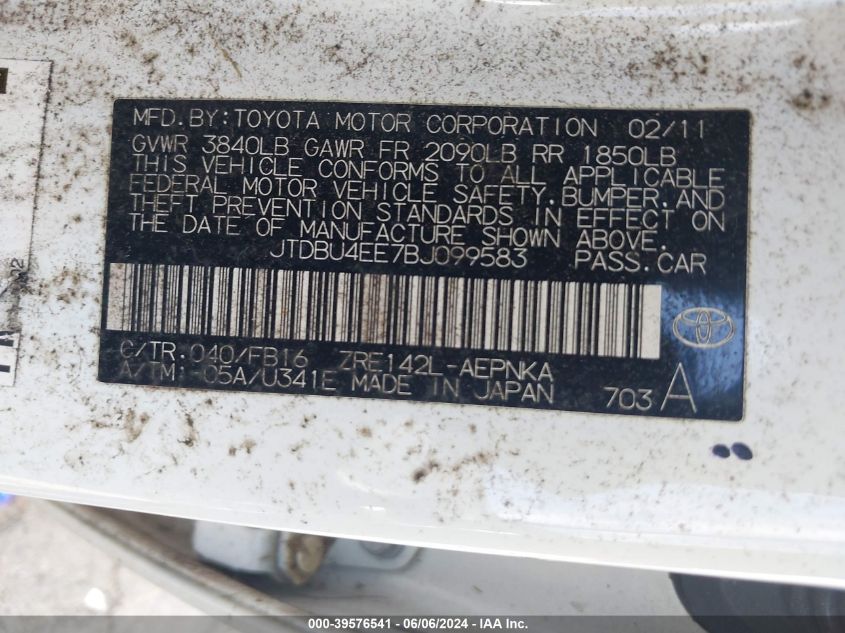 MFD.BY:TOYOTA MOTOR CORPORATION 02/11
GVWR 3840LB GAWR FR 2090LB RR 1850LB
THIS VEHICLE CONFORMS TO ALL APPLICABLE
FEDERAL MOTOR VEHICLE SAFETY,BUMPER,AND
THEFT PREVENTION STANDARDS IN EFFECT ON
THE DATE OF MANUFACTURE SHOWN ABOVE.
JTDBU4EE7BJ099583 PASS.CAR
C/TR:040/FB16 ZRE142L-AEPNKA
A/TM:-05A/U341E MADE IN JAPAN 703 A
000-39576541 - 06/06/2024 - IAA Inc.